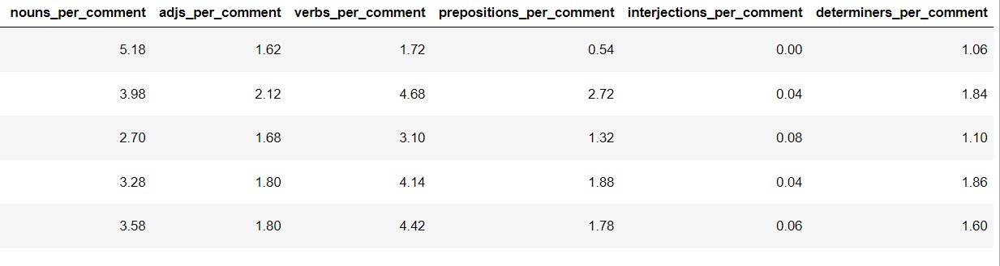 nouns_per_comment adjs_per_comment verbs_per_comment prepositions_per_comment interjections_per_comment determiners_per_comment
5.18 1.62 1.72 0.54 0.00 1.06
3.98 2.12 4.68 2.72 0.04 1.84
2.70 1.68 3.10 1.32 0.08 1.10
3.28 1.80 4.14 1.88 0.04 1.86
3.58 1.80 4.42 1.78 0.06 1.60